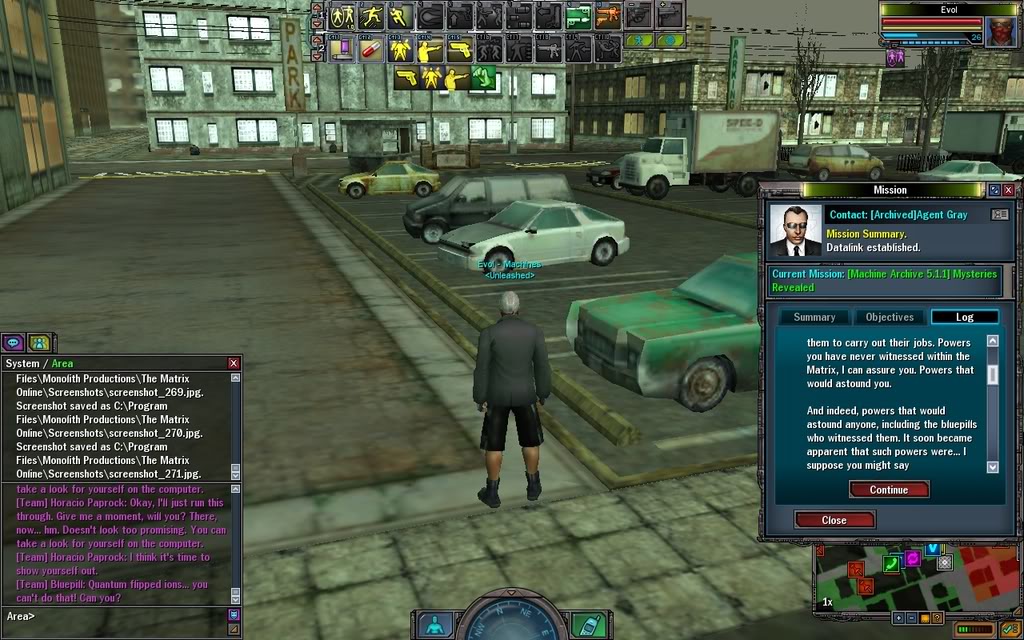 Evol
26
Ctrl1
Ctrl2
Ctrl3
Ctrl4
Ctrl5
PARK
PARKING
SPEE-D
Evol - Machines
<Unleashed>
Mission
Contact: [Archived]Agent Gray
Mission Summary.
Datalink established.
Current Mission: [Machine Archive 5.1.1] Mysteries
Revealed
Summary
Objectives
Log
them to carry out their jobs. Powers
you have never witnessed within the
Matrix, I can assure you. Powers that
would astound you.
And indeed, powers that would
astound anyone, including the bluepills
who witnessed them. It soon became
apparent that such powers were... I
suppose you might say
Continue
Close
System / Area
Files\Monolith Productions\The Matrix
Online\Screenshots\screenshot_269.jpg.
Screenshot saved as C:\Program
Files\Monolith Productions\The Matrix
Online\Screenshots\screenshot_270.jpg.
Screenshot saved as C:\Program
Files\Monolith Productions\The Matrix
Online\Screenshots\screenshot_271.jpg.
take a look for yourself on the computer.
[Team] Horacio Paprock: Okay, I'll just run this
through. Give me a moment, will you? There,
now... hm. Doesn't look too promising. You can
take a look for yourself on the computer.
[Team] Horacio Paprock: I think it's time to
show yourself out.
[Team] Bluepill: Quantum flipped ions... you
can't do that! Can you?
Area>
NW
N
NE
E
1x